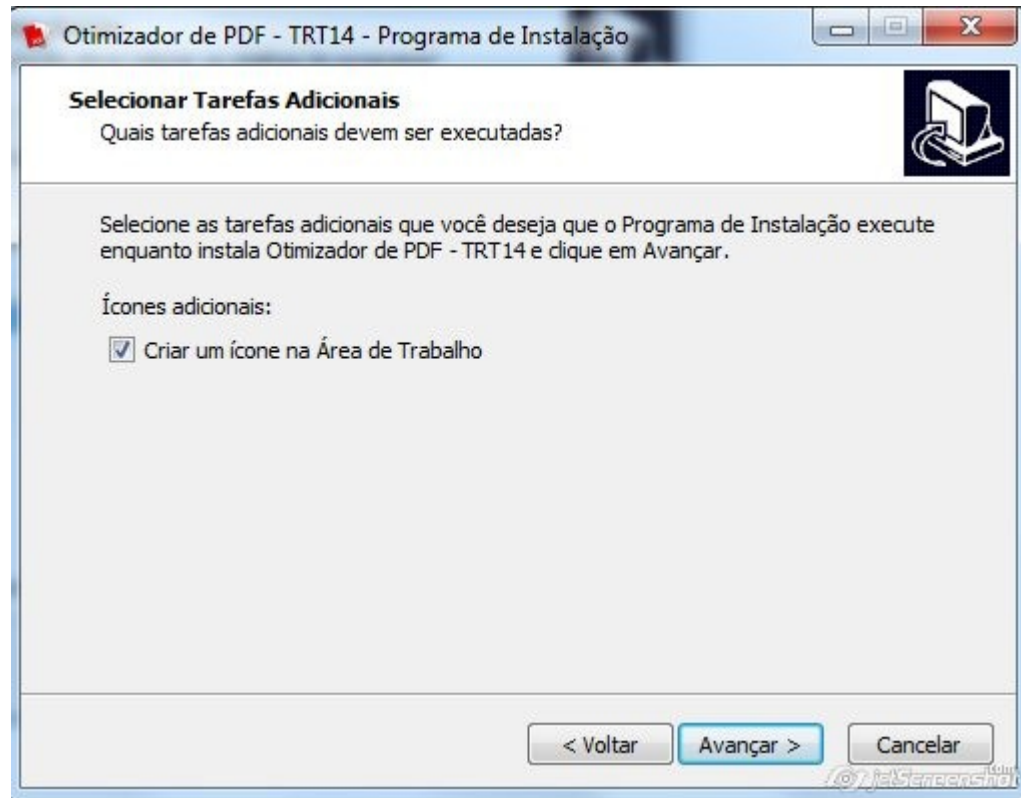 Otimizador de PDF - TRT14 - Programa de Instalação
Selecionar Tarefas Adicionais
Quais tarefas adicionais devem ser executadas?
Selecione as tarefas adicionais que você deseja que o Programa de Instalação execute
enquanto instala Otimizador de PDF - TRT14 e clique em Avançar.
Ícones adicionais:
Criar um ícone na Área de Trabalho
< Voltar
Avançar >
Cancelar
jetScreenshot